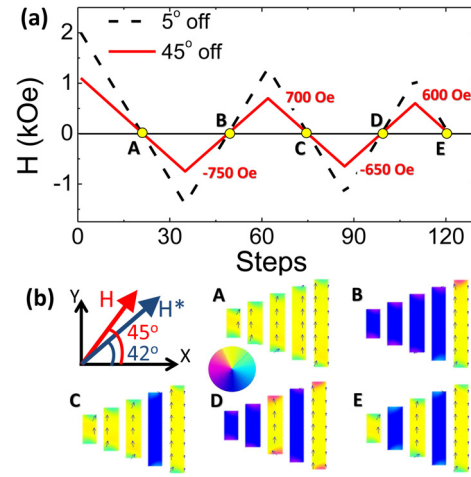 (a)
5° off
45° off
2
1
0
-1
H (kOe)
A
B
C
D
E
-750 Oe
700 Oe
-650 Oe
600 Oe
0
30
60
90
120
Steps
(b)
Y
H
H*
45°
42°
X
A
B
C
D
E